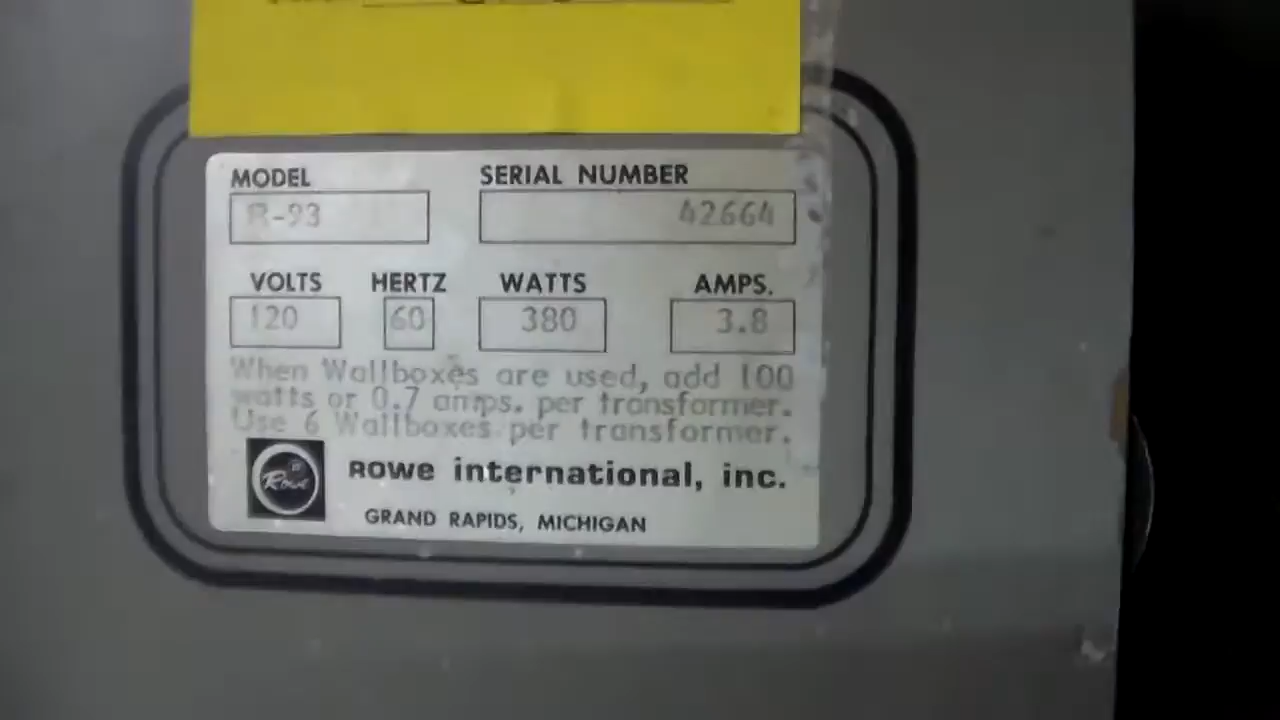 MODEL SERIAL NUMBER
R-93 42664
VOLTS HERTZ WATTS AMPS.
120 60 380 3.8
When Wallboxes are used, add 100
watts or 0.7 amps. per transformer.
Use 6 Wallboxes per transformer.
Rowe
ROWE international, inc.
GRAND RAPIDS, MICHIGAN